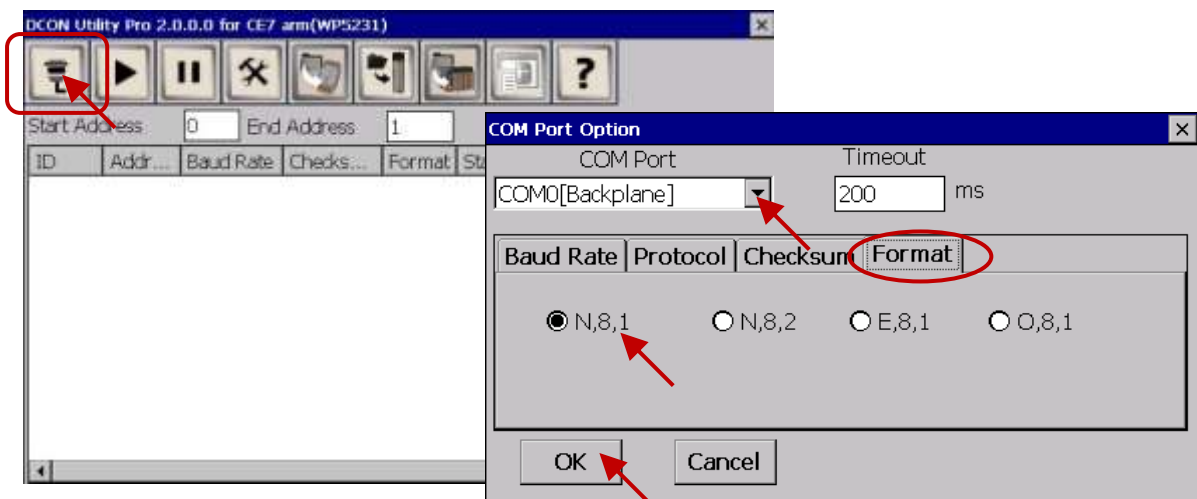 DCON Utility Pro 2.0.0.0 for CE7 arm(WP5231)
?
Start Address 0 End Address 1
ID Addr... Baud Rate Checks... Format Sta
COM Port Option
COM Port Timeout
COM0[Backplane] 200 ms
Baud Rate Protocol Checksum Format
N,8,1 N,8,2 E,8,1 O,8,1
OK Cancel